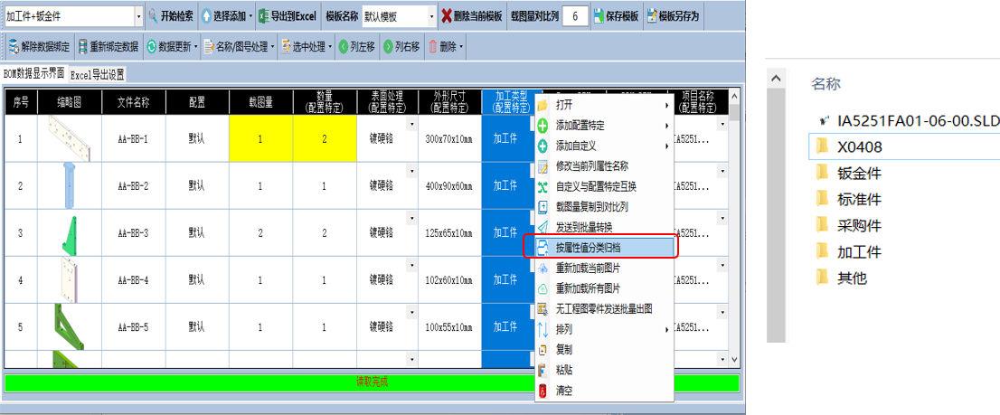 加工件+钣金件 开始检索 选择添加 导出到Excel 模板名称 默认模板 删除当前模板 载图量对比列 6 保存模板 模板另存为
解除数据绑定 重新绑定数据 数据更新 名称/图号处理 选中处理 列左移 列右移 删除
BOM数据显示界面 Excel导出设置
序号 缩略图 文件名称 配置 载图量 数量(配置特定) 表面处理(配置特定) 外形尺寸(配置特定) 加工类型(配置特定) 项目名称(配置特定)
1 AA-BB-1 默认 1 2 镀硬铬 300x70x10mm 加工件 IA5251...
2 AA-BB-2 默认 1 1 镀硬铬 400x90x60mm 加工件 IA5251...
3 AA-BB-3 默认 2 2 镀硬铬 125x65x10mm 加工件 IA5251...
4 AA-BB-4 默认 1 1 镀硬铬 102x60x10mm 加工件 IA5251...
5 AA-BB-5 默认 1 1 镀硬铬 100x55x10mm 加工件 IA5251...
读取完成
打开
添加配置特定
添加自定义
修改当前列属性名称
自定义与配置特定互换
载图量复制到对比列
发送到批量转换
按属性值分类归档
重新加载当前图片
重新加载所有图片
无工程图零件发送批量出图
排列
复制
粘贴
清空
名称
IA5251FA01-06-00.SLD
X0408
钣金件
标准件
采购件
加工件
其他